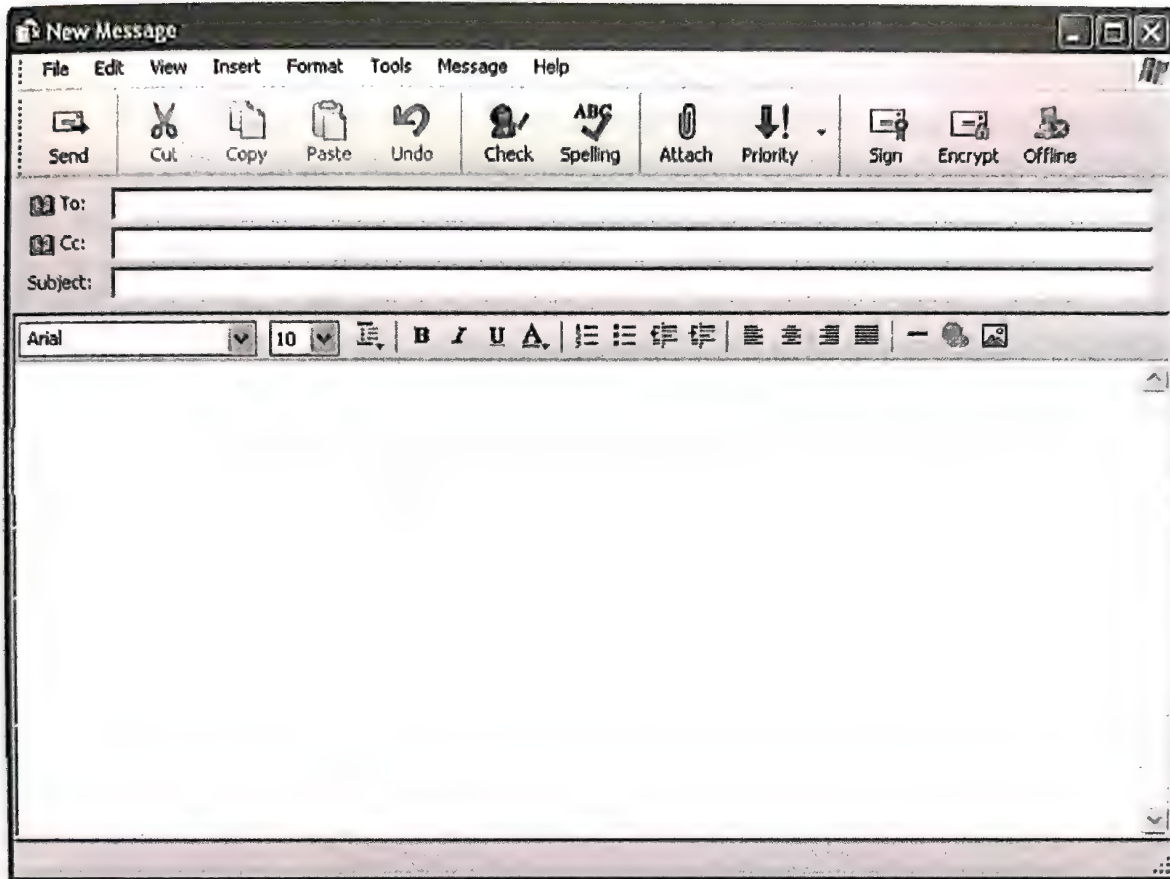 New Message
File Edit View Insert Format Tools Message Help
Send Cut Copy Paste Undo Check ABC Spelling Attach Priority Sign Encrypt Offline
To:
Cc:
Subject:
Arial 10 B I U A